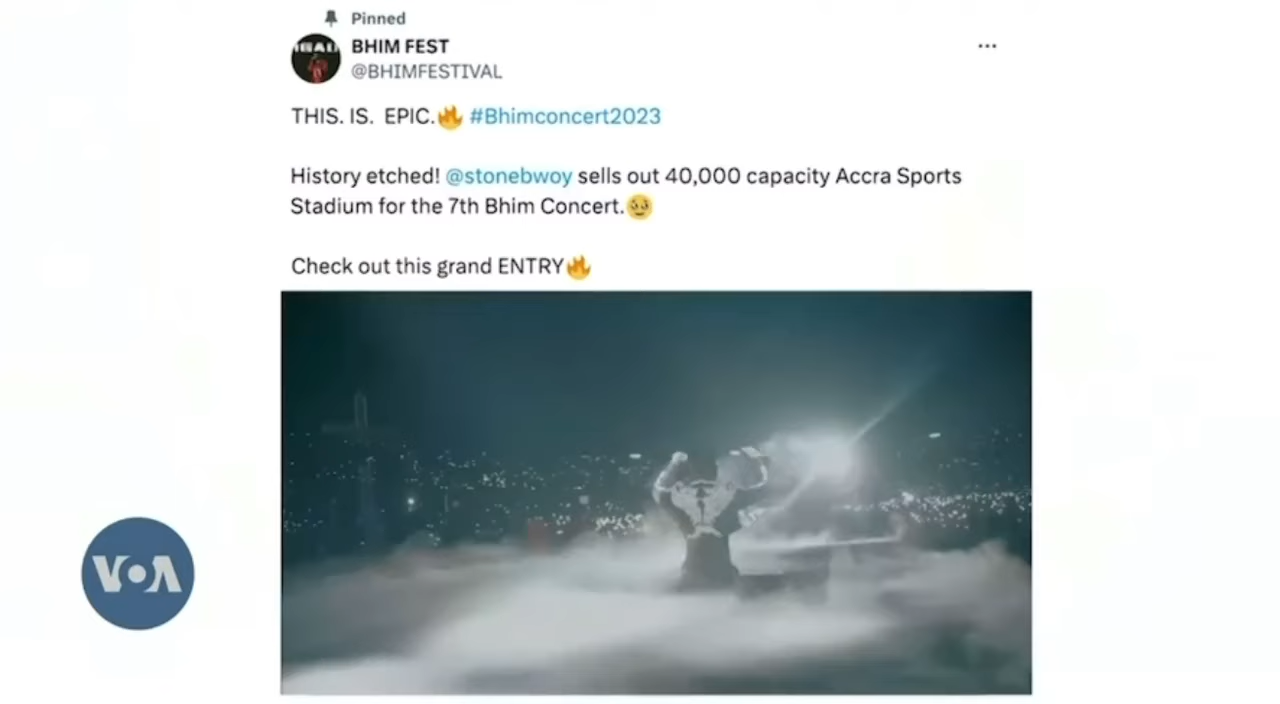 Pinned
BHIM FEST
@BHIMFESTIVAL
THIS. IS. EPIC.🔥 #Bhimconcert2023
History etched! @stonebwoy sells out 40,000 capacity Accra Sports
Stadium for the 7th Bhim Concert.🥹
Check out this grand ENTRY🔥
VOA